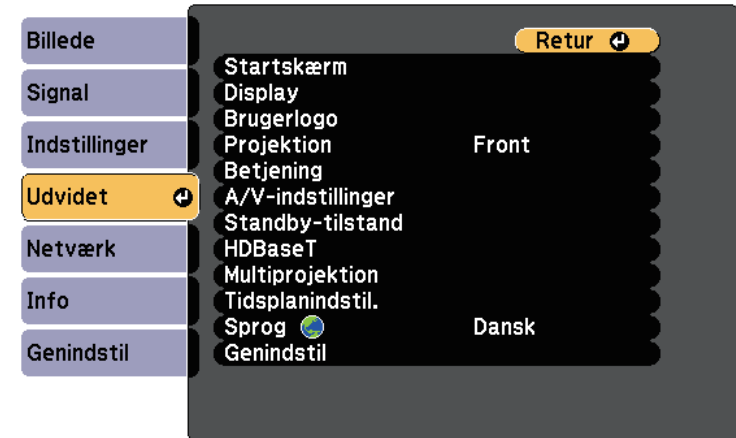 Billede
Signal
Indstillinger
Udvidet
Netværk
Info
Genindstil
Retur
Startskærm
Display
Brugerlogo
Projektion Front
Betjening
A/V-indstillinger
Standby-tilstand
HDBaseT
Multiprojektion
Tidsplanindstil.
Sprog Dansk
Genindstil